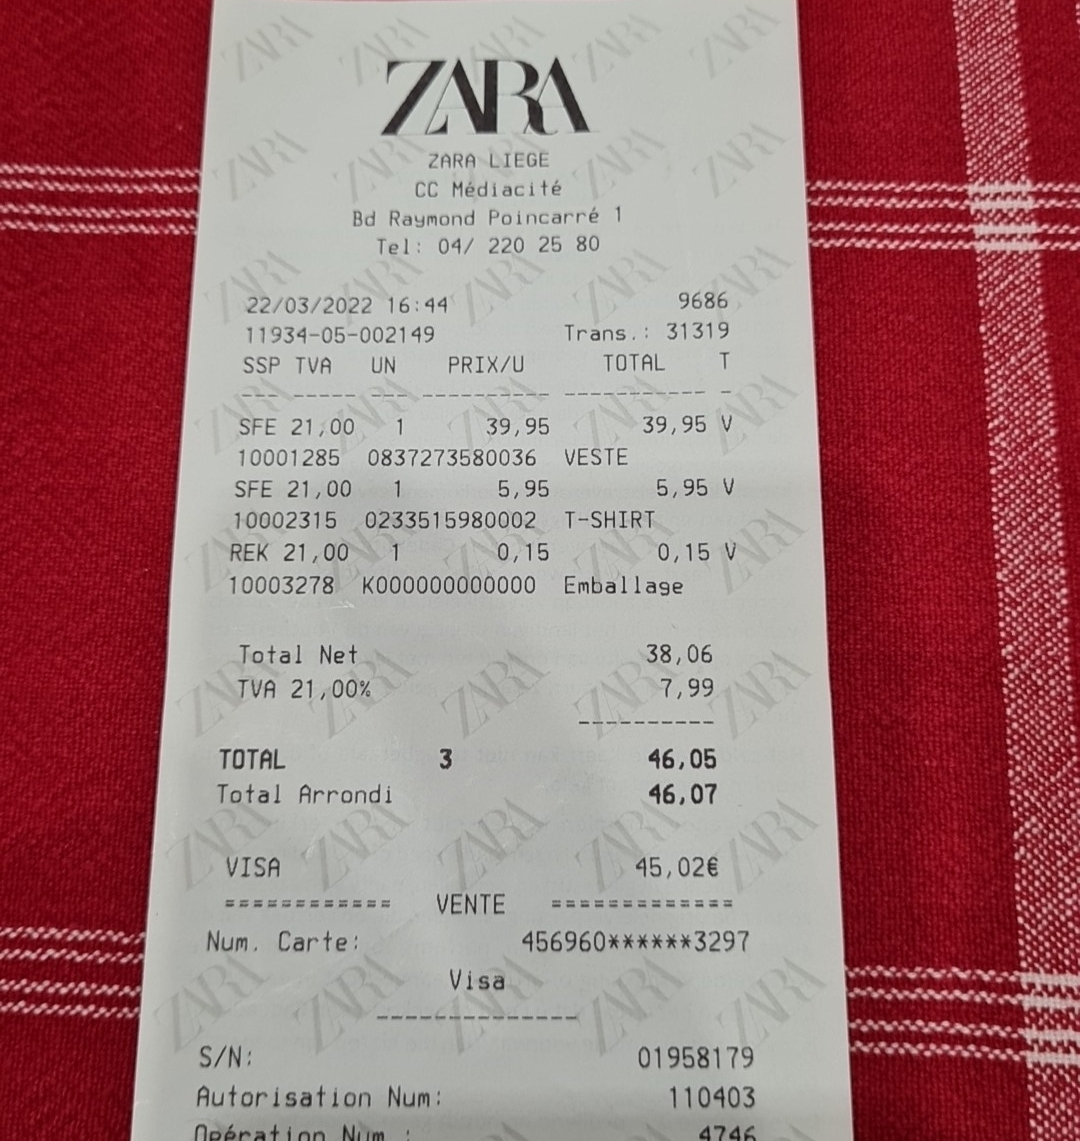 ZARA
ZARA LIEGE
CC Médiacité
Bd Raymond Poincarré 1
Tel: 04/ 220 25 80
22/03/2022 16:44 9686
11934-05-002149 Trans.: 31319
SSP TVA UN PRIX/U TOTAL T
--- ----- --- ---------- ----------- -
SFE 21,00 1 39,95 39,95 V
10001285 0837273580036 VESTE
SFE 21,00 1 5,95 5,95 V
10002315 0233515980002 T-SHIRT
REK 21,00 1 0,15 0,15 V
10003278 K000000000000 Emballage
Total Net 38,06
TVA 21,00% 7,99
----------
TOTAL 3 46,05
Total Arrondi 46,07
VISA 45,02€
============ VENTE =============
Num. Carte: 456960******3297
Visa
--------------
S/N: 01958179
Autorisation Num: 110403
Opération Num.: 4746